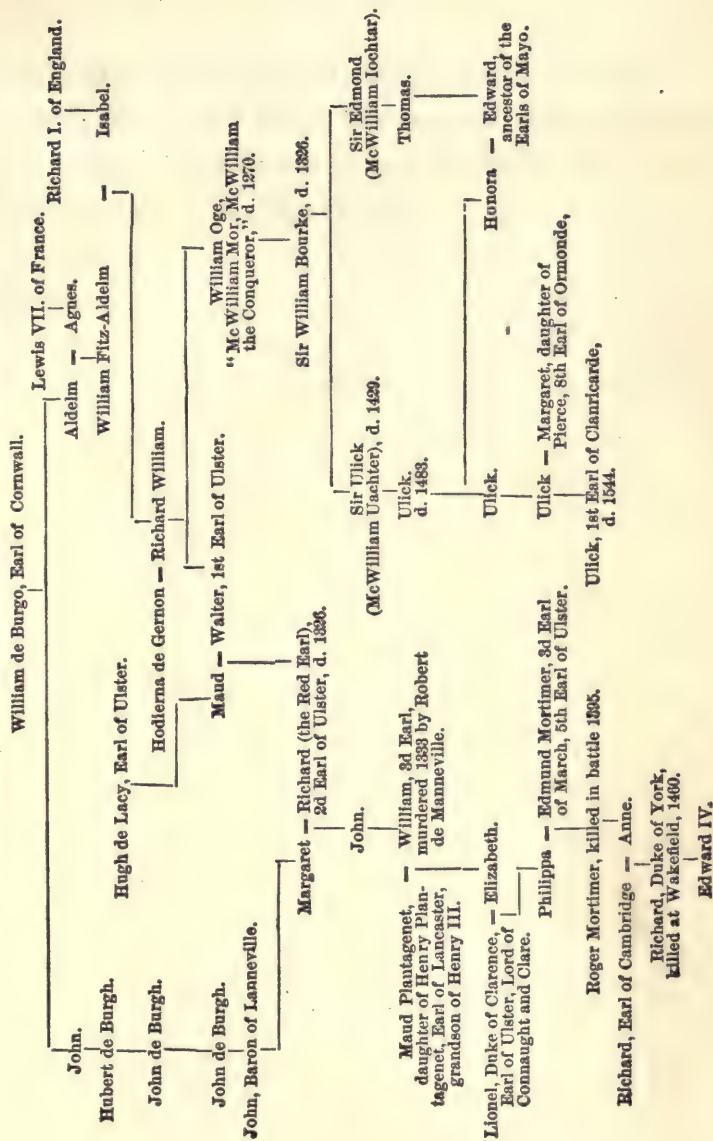 William de Burgo, Earl of Cornwall.
Lewis VII. of France.
Richard I. of England.
John.
Aldelm — Agnes.
Hubert de Burgh.
William Fitz-Aldelm — Isabel.
John de Burgh.
Hugh de Lacy, Earl of Ulster.
Hodierna de Gernon — Richard William.
John de Burgh.
Maud — Walter, 1st Earl of Ulster.
William Oge,
"McWilliam Mor, McWilliam
the Conqueror," d. 1270.
John, Baron of Lanneville.
Margaret — Richard (the Red Earl),
2d Earl of Ulster, d. 1326.
Sir William Bourke, d. 1326.
John.
Sir Ulick
(McWilliam Uachter), d. 1429.
Sir Edmond
(McWilliam Iochtar).
Maud Plautagenet,
daughter of Henry Plan-
tagenet, Earl of Lancaster,
grandson of Henry III.
— William, 3d Earl,
murdered 1333 by Robert
de Manneville.
Ulick.
d. 1483.
Thomas.
Lionel, Duke of Clarence,
Earl of Ulster, Lord of
Connaught and Clare.
— Elizabeth.
Ulick.
Honora — Edward,
ancestor of the
Earls of Mayo.
Philippa — Edmund Mortimer, 3d Earl
of March, 5th Earl of Ulster.
Ulick — Margaret, daughter of
Pierce, 8th Earl of Ormonde,
Roger Mortimer, killed in battle 1395.
Ulick, 1st Earl of Clanricarde,
d. 1544.
Richard, Earl of Cambridge — Anne.
Richard, Duke of York,
killed at Wakefield, 1460.
Edward IV.